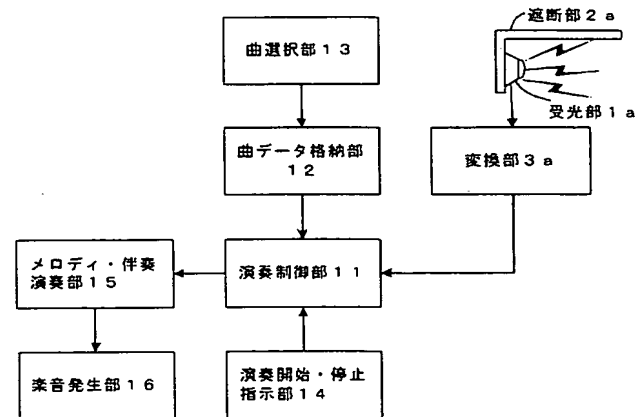 遮断部2a
曲選択部13
受光部1a
曲データ格納部
12
変換部3a
メロディ・伴奏
演奏部15
演奏制御部11
楽音発生部16
演奏開始・停止
指示部14